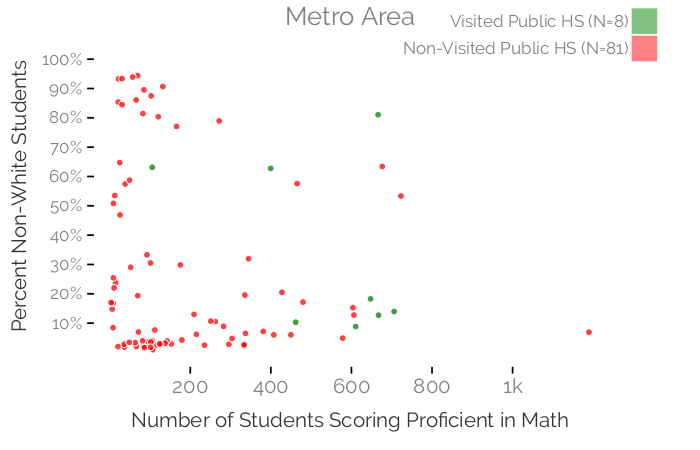 Metro Area
Visited Public HS (N=8)
Non-Visited Public HS (N=81)
Percent Non-White Students
100%
90%
80%
70%
60%
50%
40%
30%
20%
10%
200 400 600 800 1k
Number of Students Scoring Proficient in Math